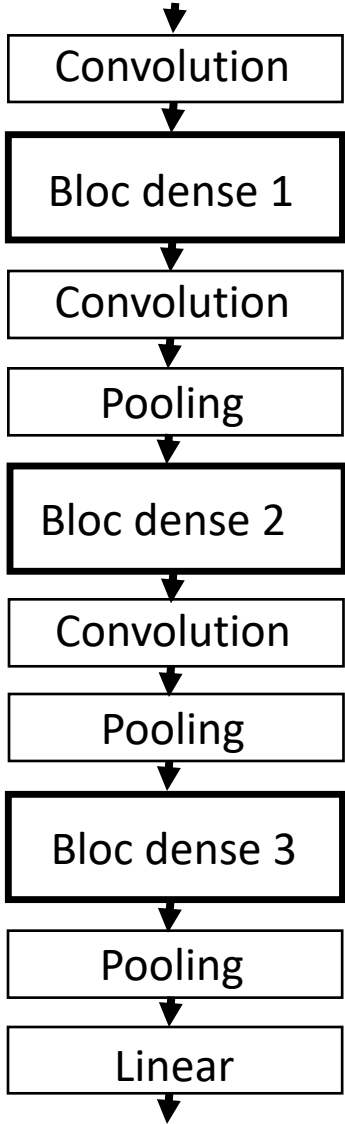 Convolution
Bloc dense 1
Convolution
Pooling
Bloc dense 2
Convolution
Pooling
Bloc dense 3
Pooling
Linear